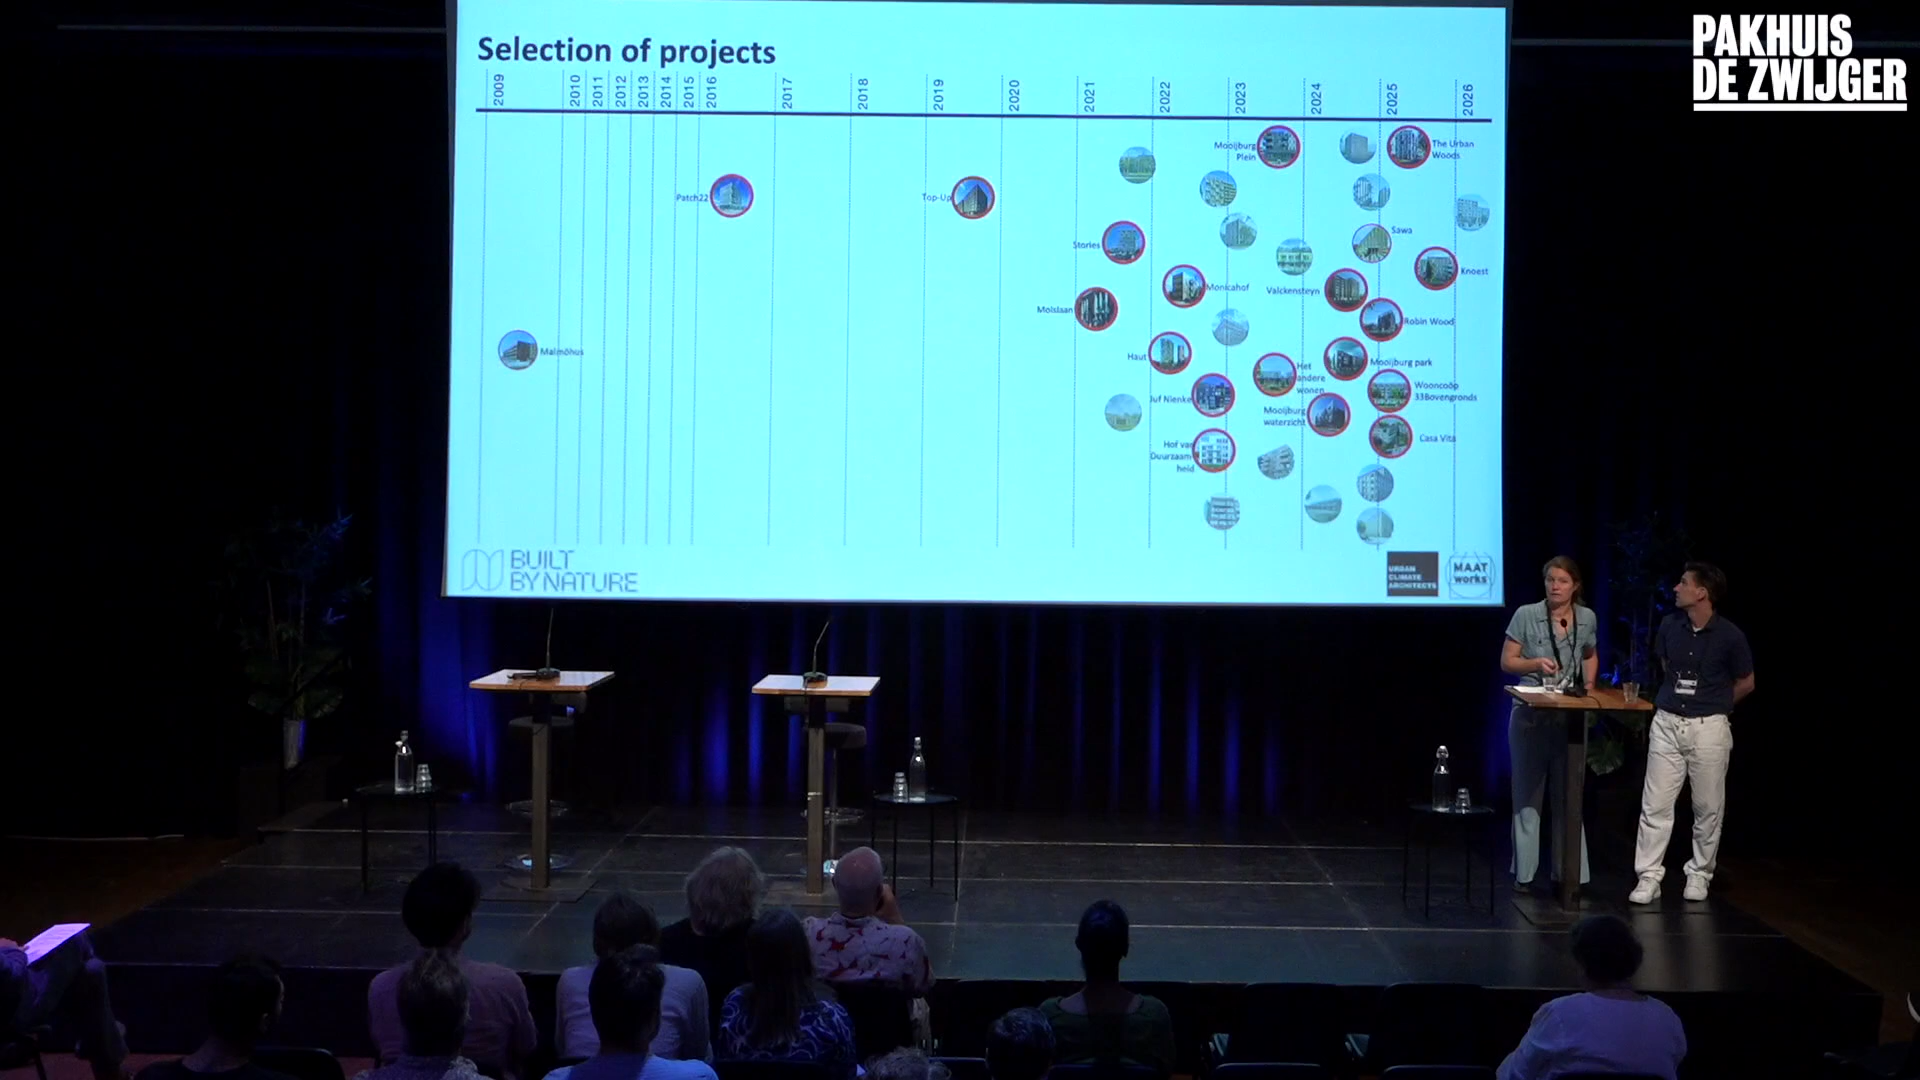 PAKHUIS
DE ZWIJGER
Selection of projects
2009
2010
2011
2012
2013
2014
2015
2016
2017
2018
2019
2020
2021
2022
2023
2024
2025
2026
Mooijburg
Plein
The Urban
Woods
Patch22
Top-Up
Sawa
Stories
Knoest
Monicahof
Valckensteyn
Molslaan
Robin Wood
Malmöhus
Haut
Mooijburg park
Het
andere
wonen
Wooncoöp
33Bovengronds
Juf Nienke
Mooijburg
waterzicht
Casa Vita
Hof van
Duurzaam-
heid
BUILT
BY NATURE
URBAN
CLIMATE
ARCHITECTS
MAAT
works